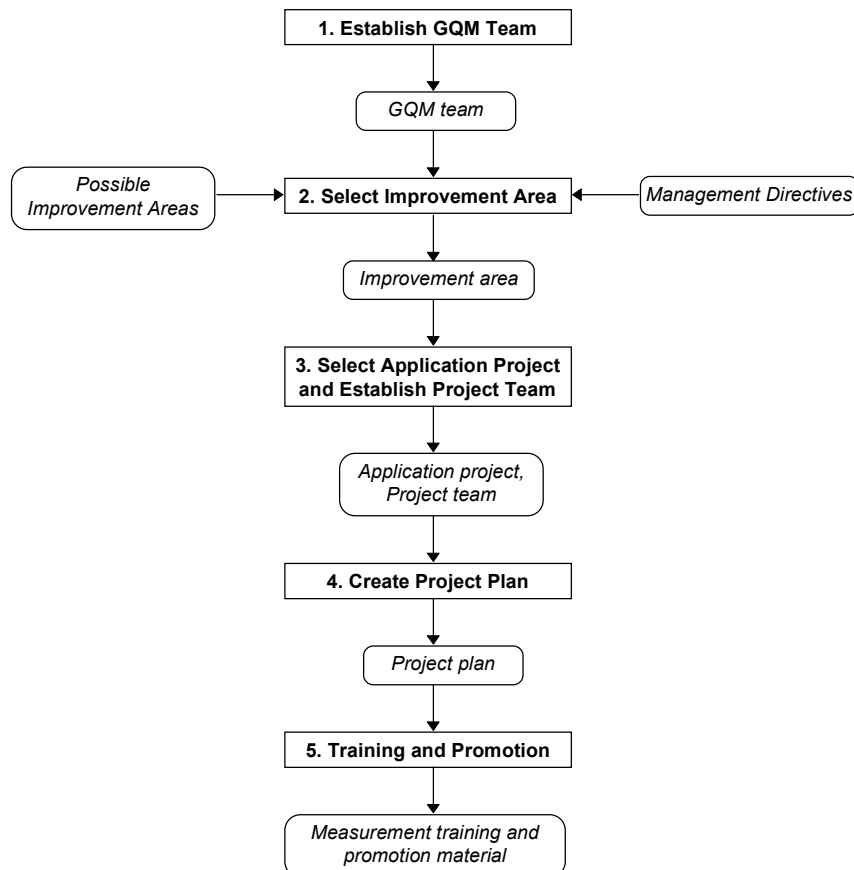 1. Establish GQM Team
GQM team
Possible
Improvement Areas
2. Select Improvement Area
Management Directives
Improvement area
3. Select Application Project
and Establish Project Team
Application project,
Project team
4. Create Project Plan
Project plan
5. Training and Promotion
Measurement training and
promotion material